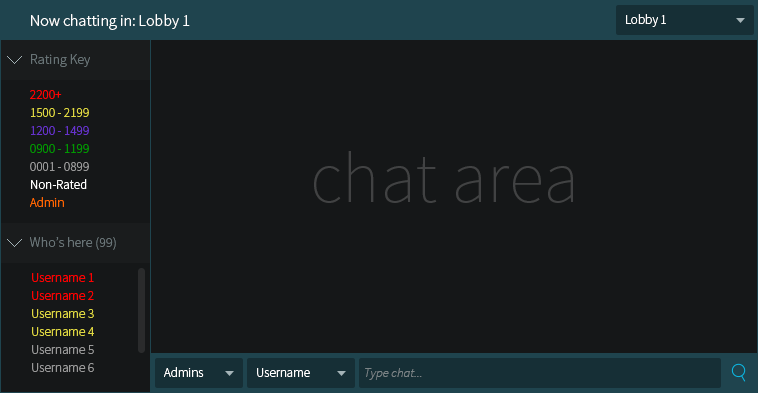 Now chatting in: Lobby 1
Lobby 1
Rating Key
2200+
1500 - 2199
1200 - 1499
0900 - 1199
0001 - 0899
Non-Rated
Admin
Who's here (99)
Username 1
Username 2
Username 3
Username 4
Username 5
Username 6
chat area
Admins
Username
Type chat...